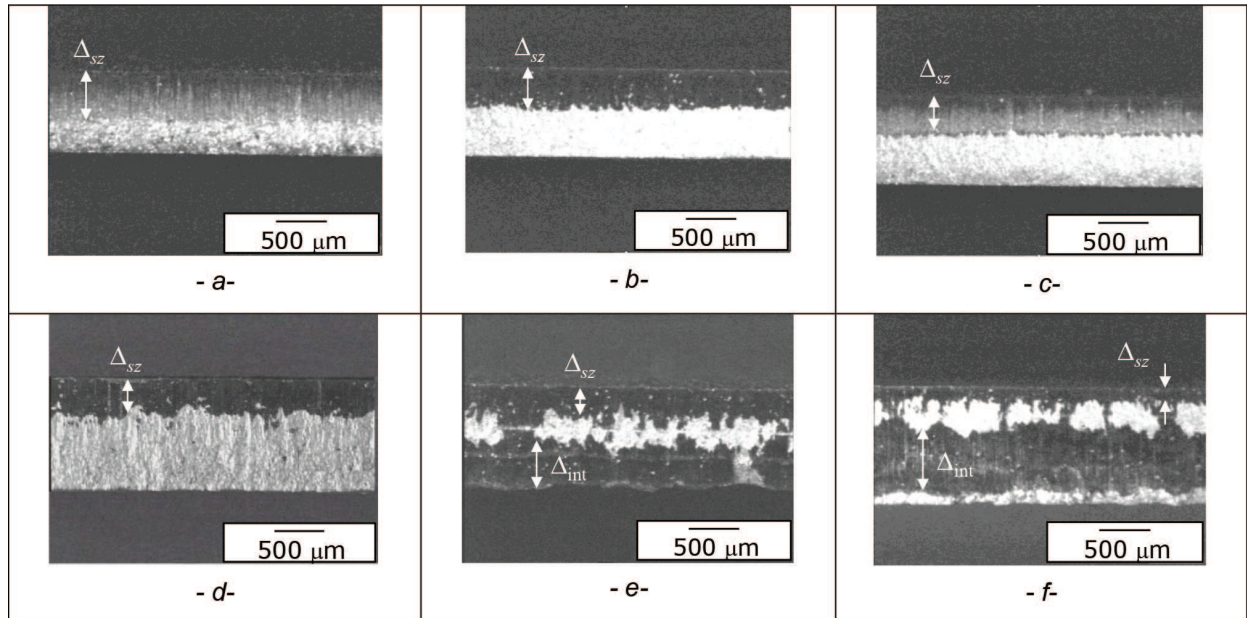 Δsz
500 μm
- a-
Δsz
500 μm
- b-
Δsz
500 μm
- c-
Δsz
500 μm
- d-
Δsz
Δint
500 μm
- e-
Δsz
Δint
500 μm
- f-